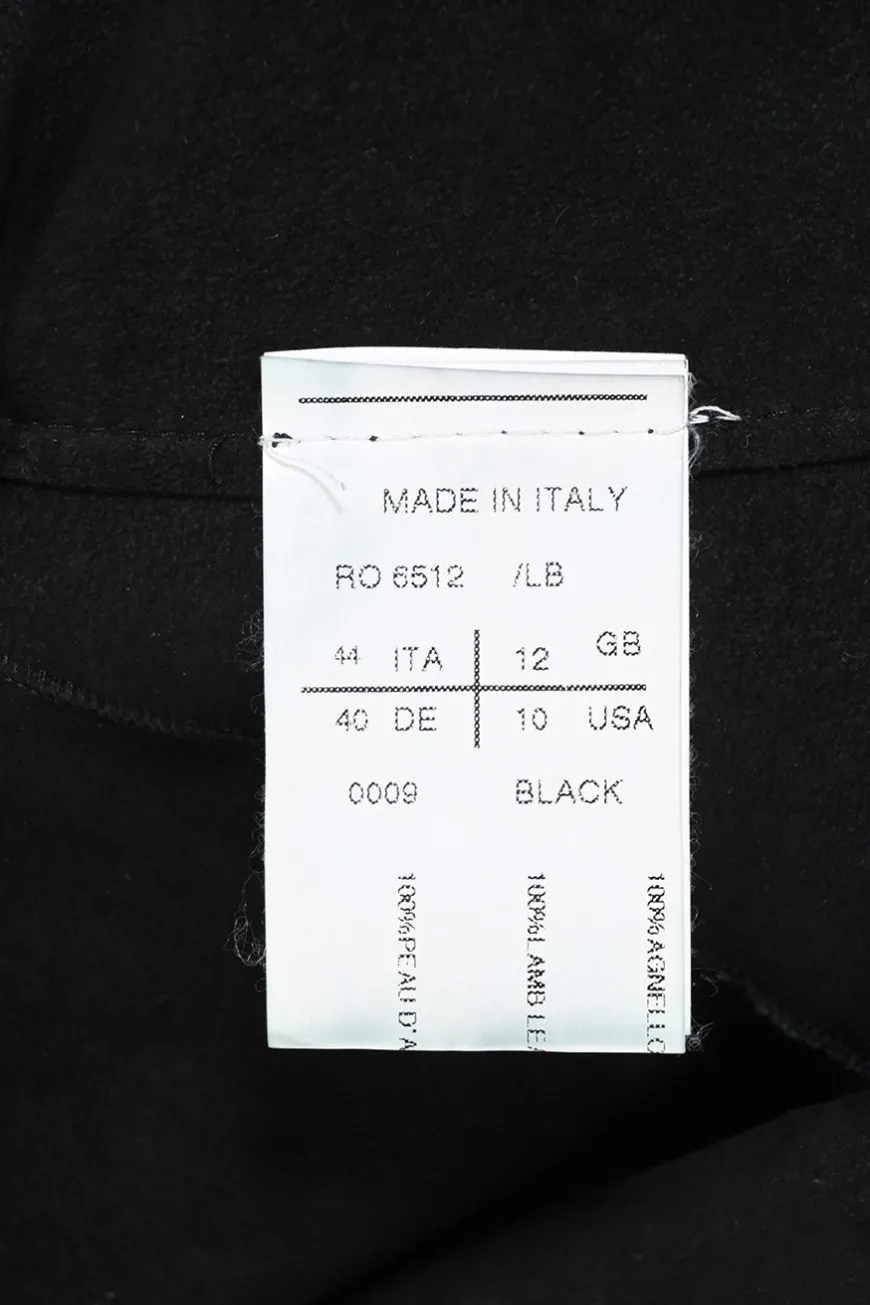 MADE IN ITALY
RO 6512 /LB
44 ITA 12 GB
40 DE 10 USA
0009 BLACK
100%AGNELLO
100%LAMB LEA
100%PEAU D'A